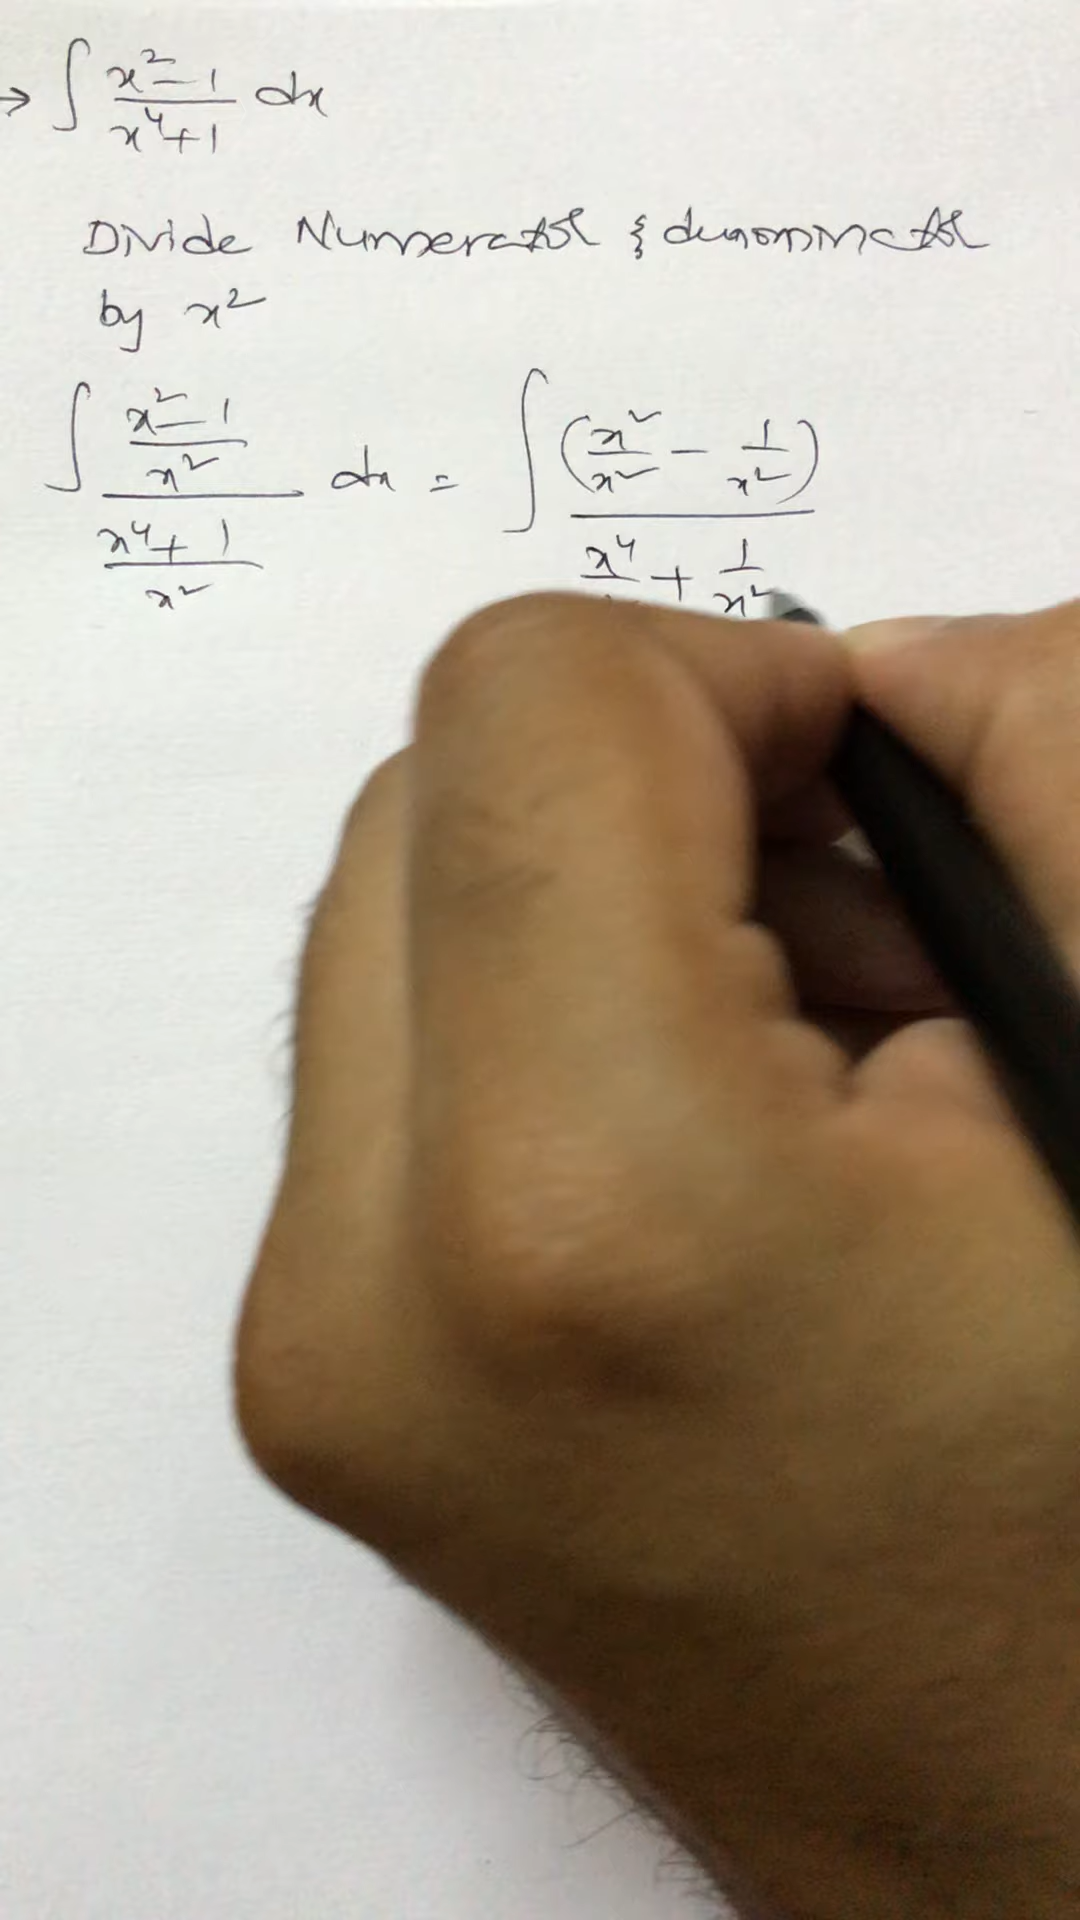 → ∫ x²-1 / x⁴+1 dx
Divide Numerator & denominator
by x²
∫ (x²-1 / x²) / (x⁴+1 / x²) dx = ∫ (x²/x² - 1/x²) / (x⁴/ + 1/x²)